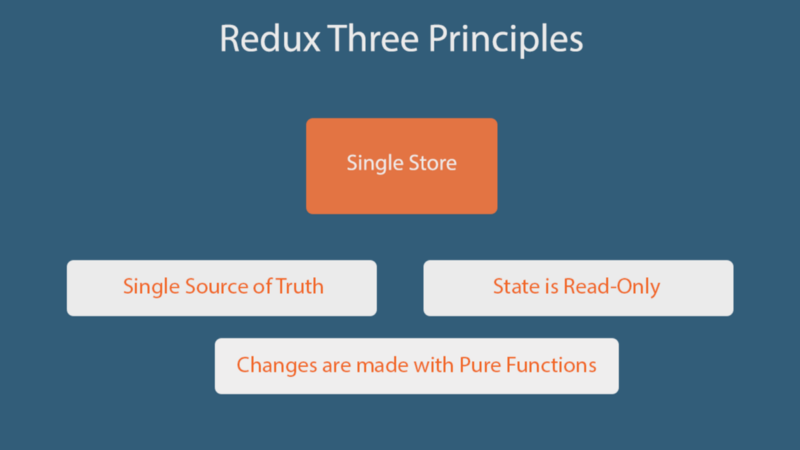 Redux Three Principles
Single Store
Single Source of Truth
State is Read-Only
Changes are made with Pure Functions